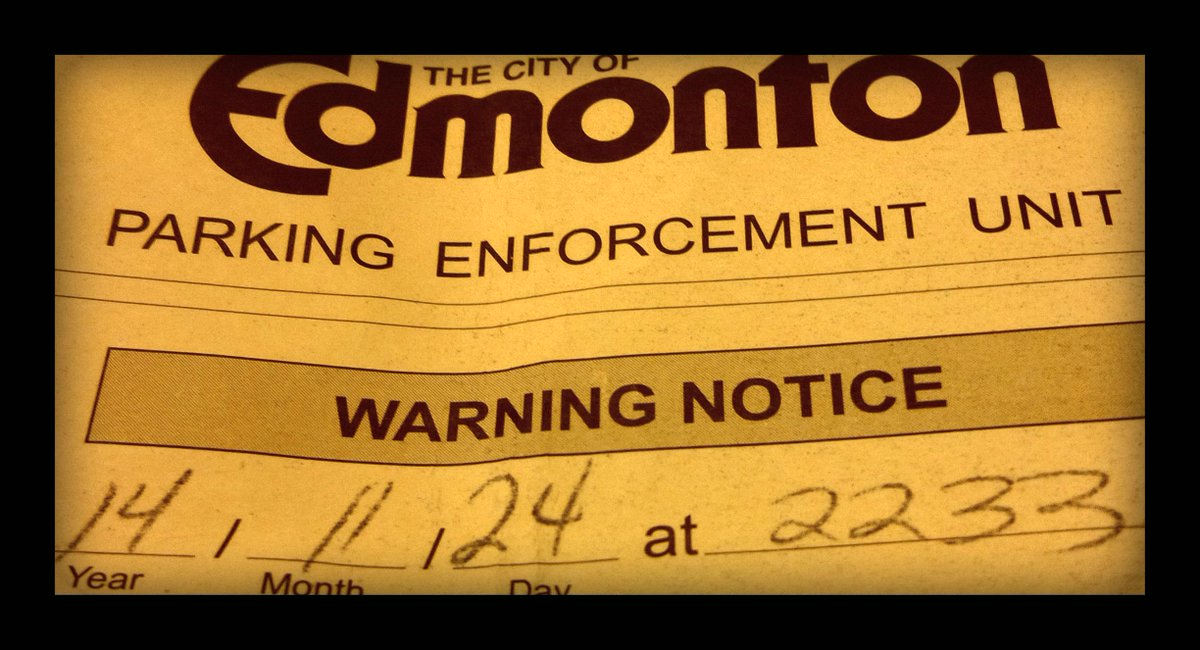 THE CITY OF
Edmonton
PARKING ENFORCEMENT UNIT
WARNING NOTICE
14 / 11 / 24 at 2233
Year Month Day